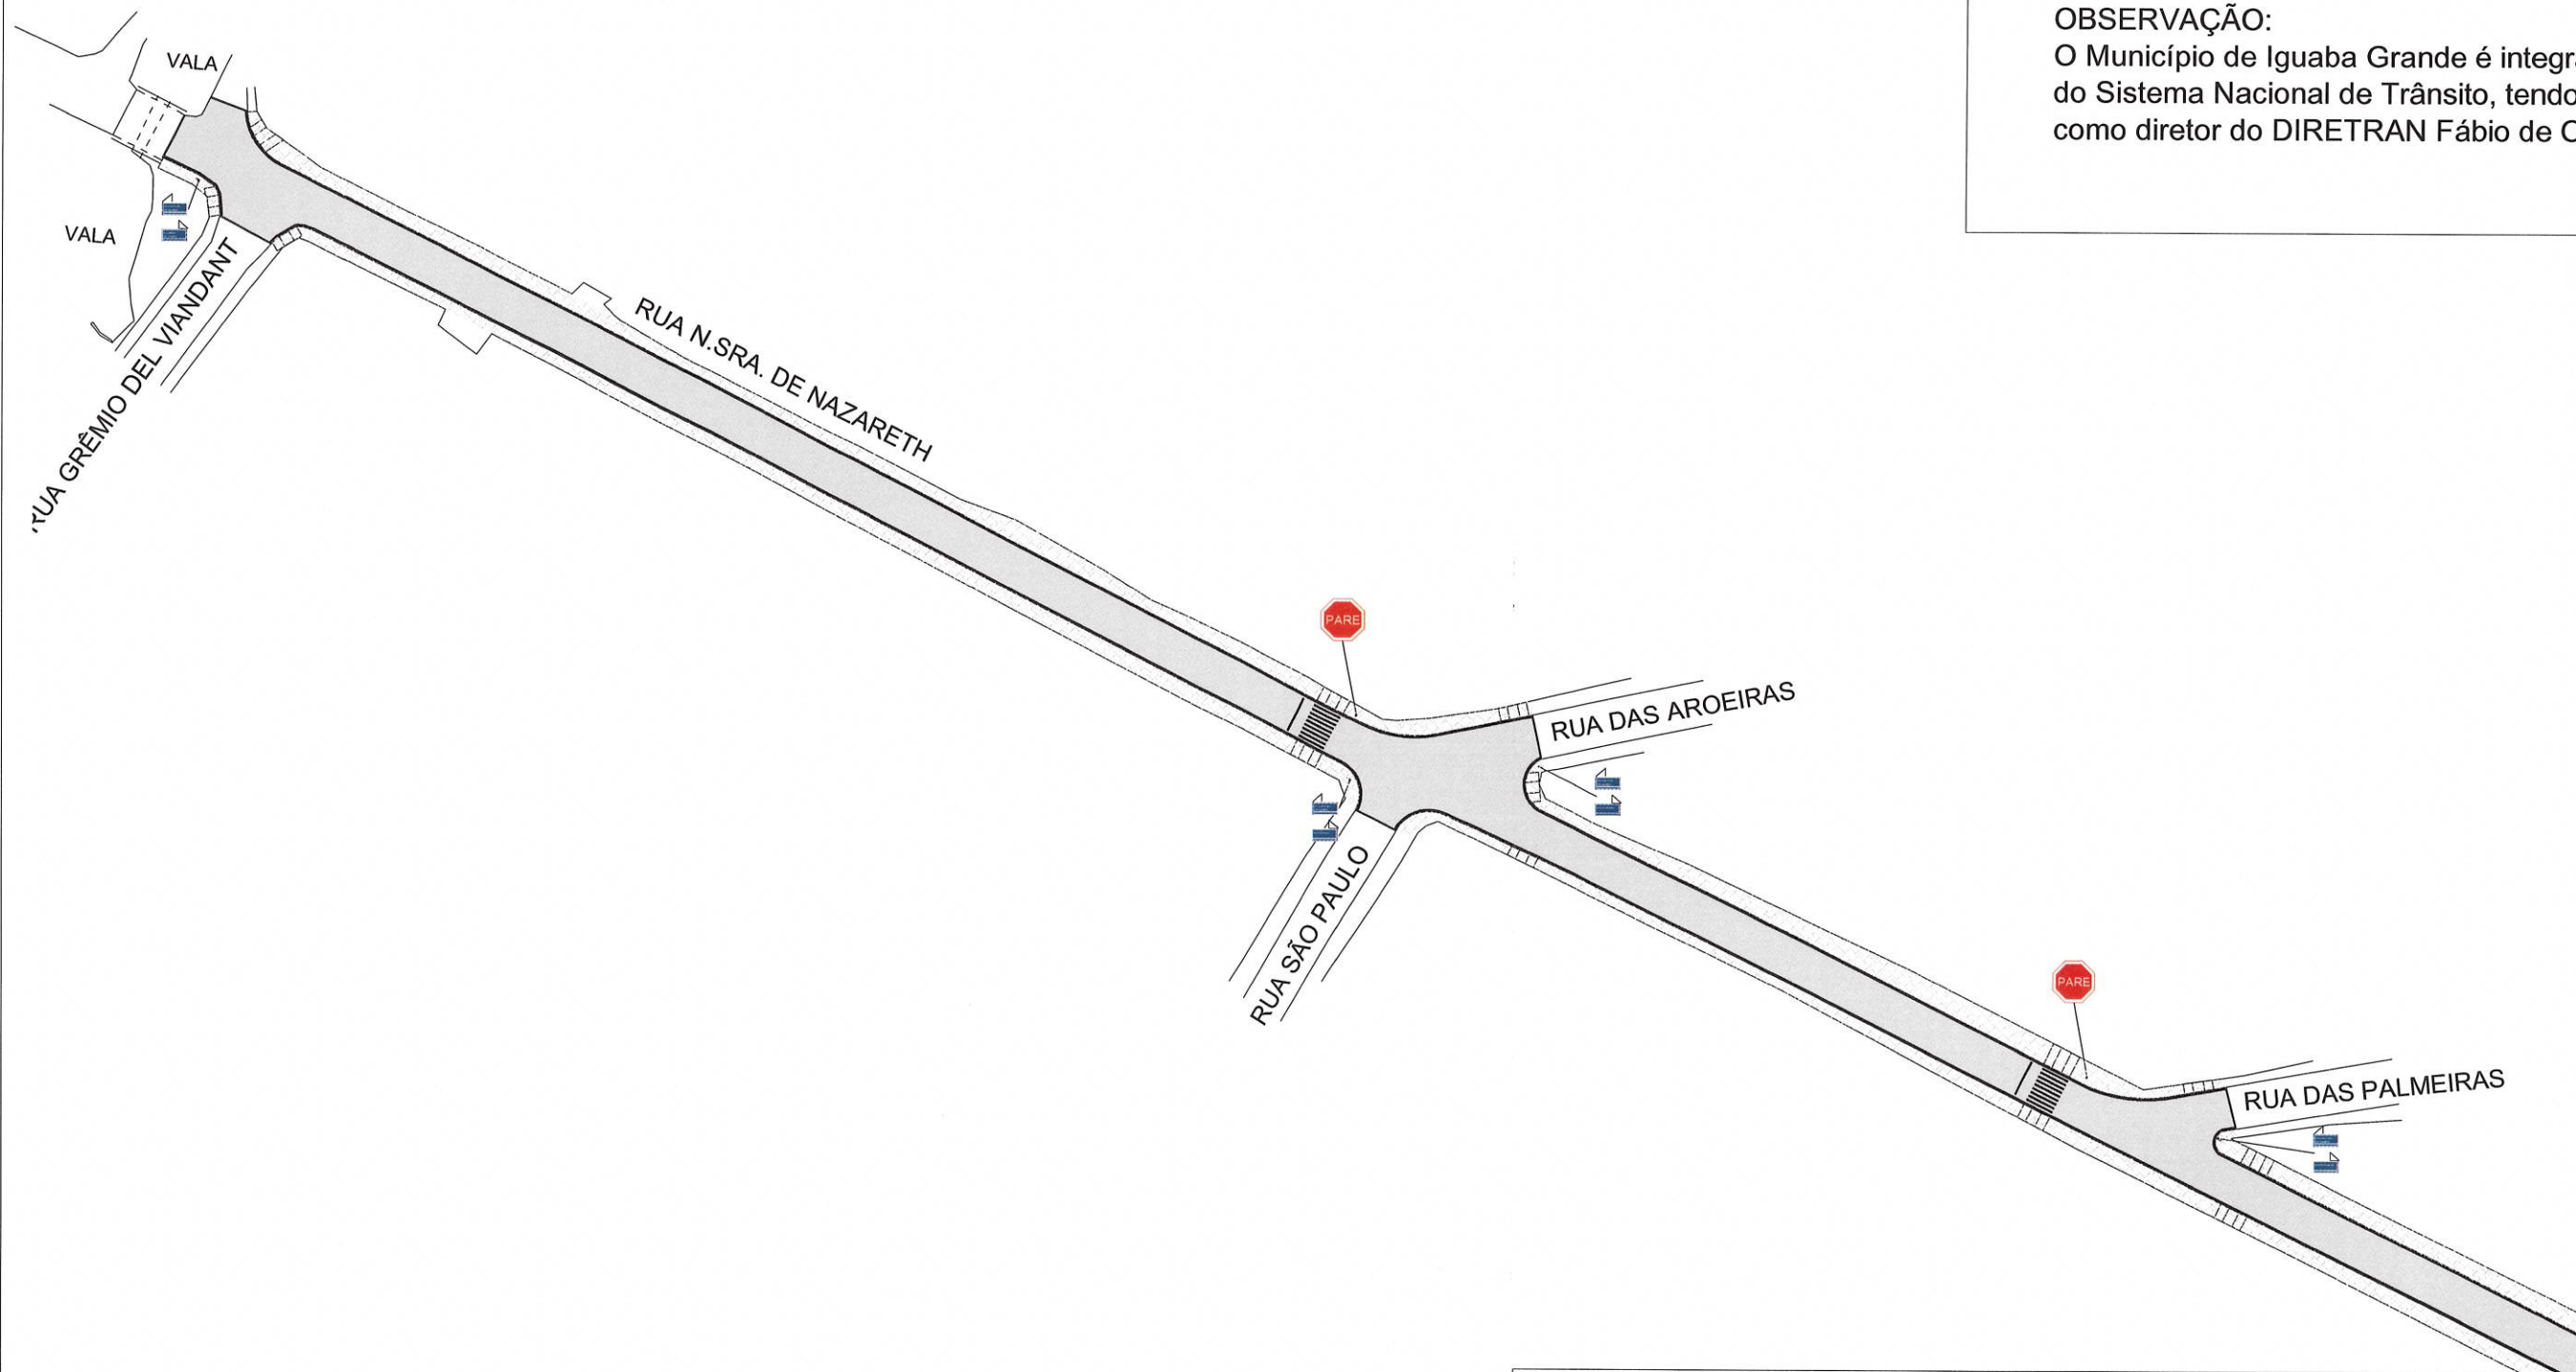 OBSERVAÇÃO:
O Município de Iguaba Grande é integr
do Sistema Nacional de Trânsito, tendo
como diretor do DIRETRAN Fábio de C
VALA
VALA
RUA GRÊMIO DEL VIANDANT
RUA N.SRA. DE NAZARETH
PARE
RUA DAS AROEIRAS
RUA SÃO PAULO
PARE
RUA DAS PALMEIRAS